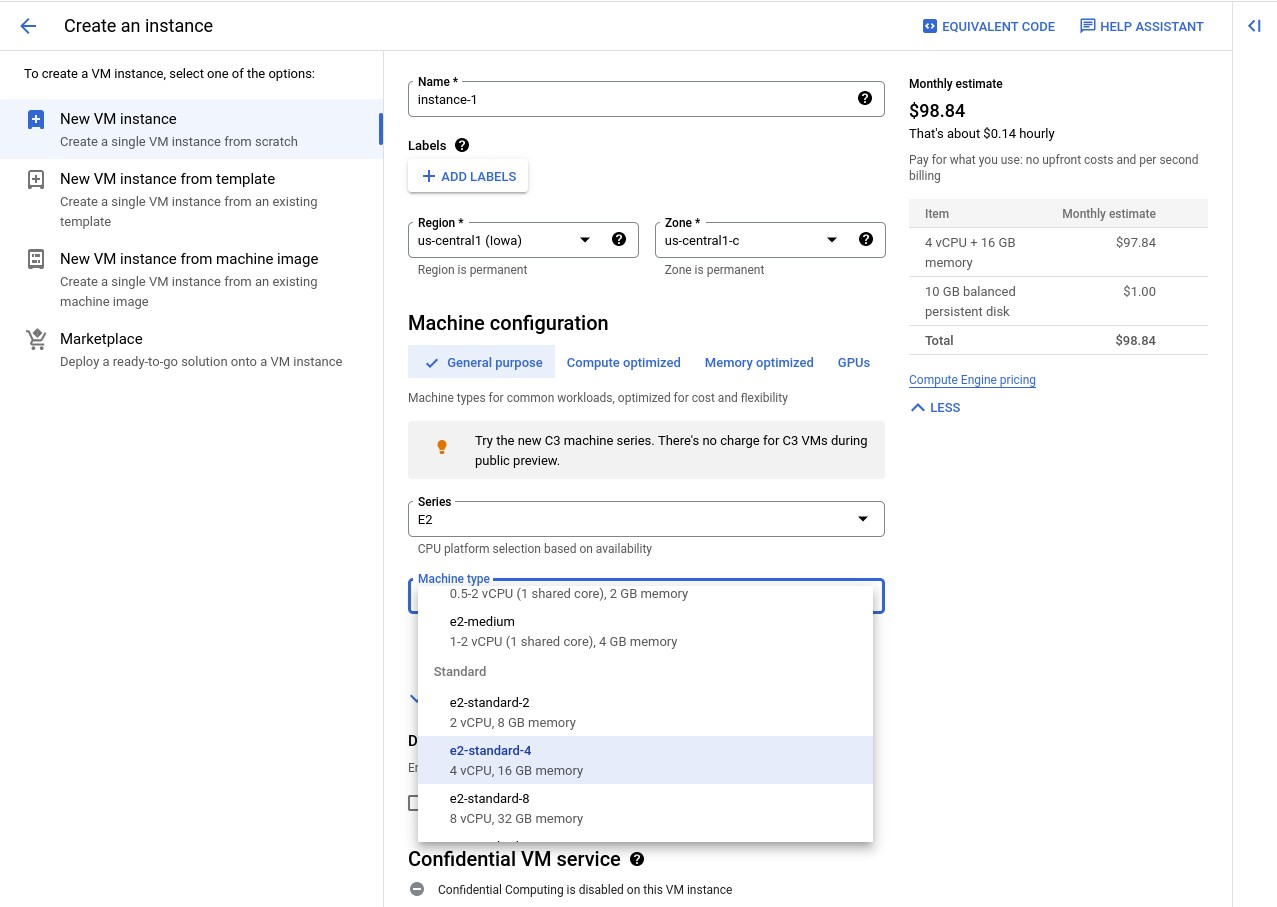 Create an instance
EQUIVALENT CODE
HELP ASSISTANT
To create a VM instance, select one of the options:
New VM instance
Create a single VM instance from scratch
New VM instance from template
Create a single VM instance from an existing
template
New VM instance from machine image
Create a single VM instance from an existing
machine image
Marketplace
Deploy a ready-to-go solution onto a VM instance
Name *
instance-1
Labels
ADD LABELS
Region *
us-central1 (Iowa)
Region is permanent
Zone *
us-central1-c
Zone is permanent
Machine configuration
General purpose
Compute optimized
Memory optimized
GPUs
Machine types for common workloads, optimized for cost and flexibility
Try the new C3 machine series. There's no charge for C3 VMs during
public preview.
Series
E2
CPU platform selection based on availability
Machine type
0.5-2 vCPU (1 shared core), 2 GB memory
e2-medium
1-2 vCPU (1 shared core), 4 GB memory
Standard
e2-standard-2
2 vCPU, 8 GB memory
e2-standard-4
4 vCPU, 16 GB memory
e2-standard-8
8 vCPU, 32 GB memory
Confidential VM service
Confidential Computing is disabled on this VM instance
Monthly estimate
$98.84
That's about $0.14 hourly
Pay for what you use: no upfront costs and per second
billing
Item Monthly estimate
4 vCPU + 16 GB $97.84
memory
10 GB balanced $1.00
persistent disk
Total $98.84
Compute Engine pricing
LESS